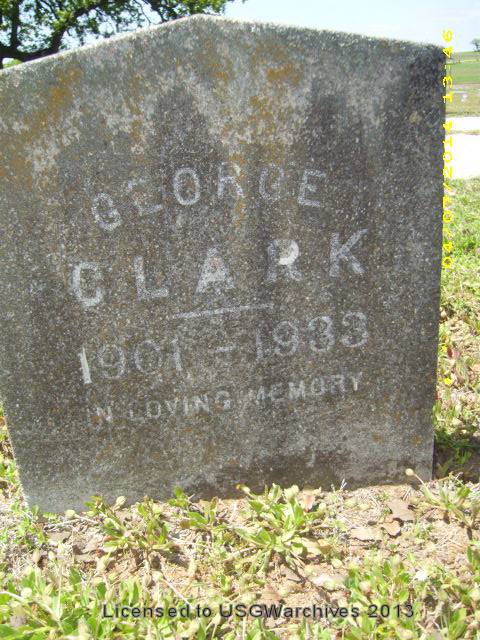 GEORGE
CLARK
1901 - 1933
IN LOVING MEMORY
Licensed to USGWarchives 2013